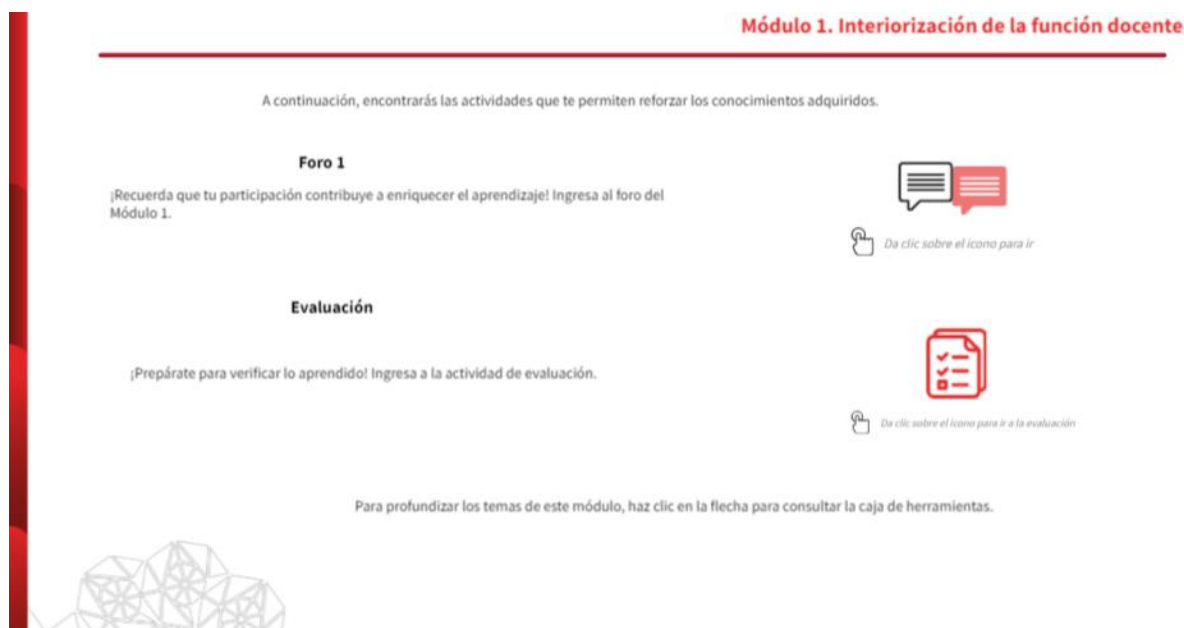 Módulo 1. Interiorización de la función docente
A continuación, encontrarás las actividades que te permiten reforzar los conocimientos adquiridos.
Foro 1
¡Recuerda que tu participación contribuye a enriquecer el aprendizaje! Ingresa al foro del
Módulo 1.
Da clic sobre el icono para ir
Evaluación
¡Prepárate para verificar lo aprendido! Ingresa a la actividad de evaluación.
Da clic sobre el icono para ir a la evaluación
Para profundizar los temas de este módulo, haz clic en la flecha para consultar la caja de herramientas.